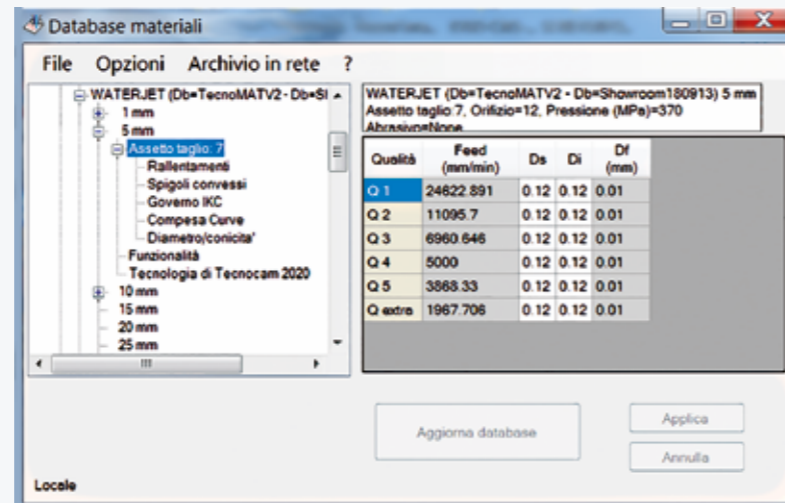 Database materiali
File Opzioni Archivio in rete ?
WATERJET (Db=TecnoMATV2 - Db=SI
1 mm
5 mm
Assetto taglio: 7
Rallentamenti
Spigoli convessi
Governo IKC
Compesa Curve
Diametro/conicita'
Funzionalità
Tecnologia di Tecnocam 2020
10 mm
15 mm
20 mm
25 mm
WATERJET (Db=TecnoMATV2 - Db=Showroom180913) 5 mm
Assetto taglio:7, Orifizio=12, Pressione (MPa)=370
Abrasivo=None
Qualità Feed (mm/min) Ds Di Df (mm)
Q 1 24622.891 0.12 0.12 0.01
Q 2 11095.7 0.12 0.12 0.01
Q 3 6960.646 0.12 0.12 0.01
Q 4 5000 0.12 0.12 0.01
Q 5 3868.33 0.12 0.12 0.01
Q extra 1967.706 0.12 0.12 0.01
Aggiorna database
Applica
Annulla
Locale